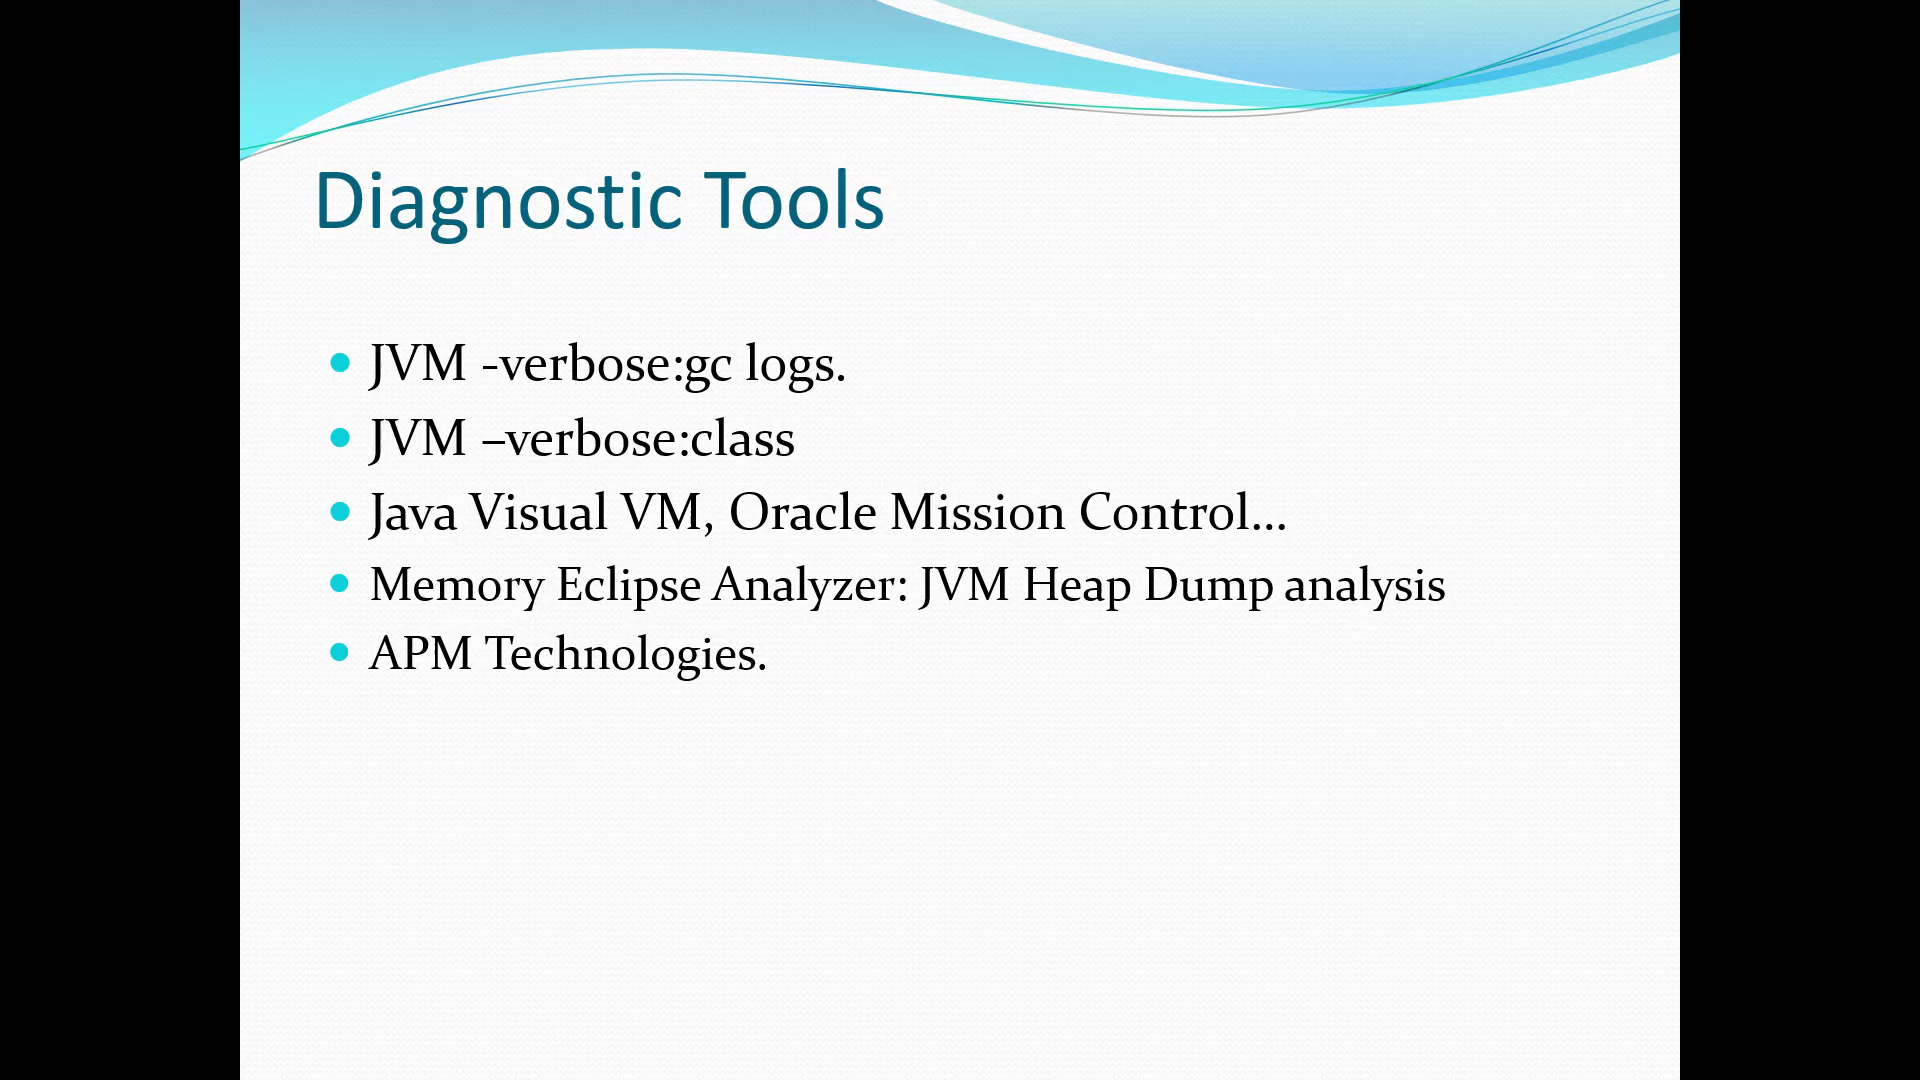 Diagnostic Tools
• JVM -verbose:gc logs.
• JVM –verbose:class
• Java Visual VM, Oracle Mission Control…
• Memory Eclipse Analyzer: JVM Heap Dump analysis
• APM Technologies.